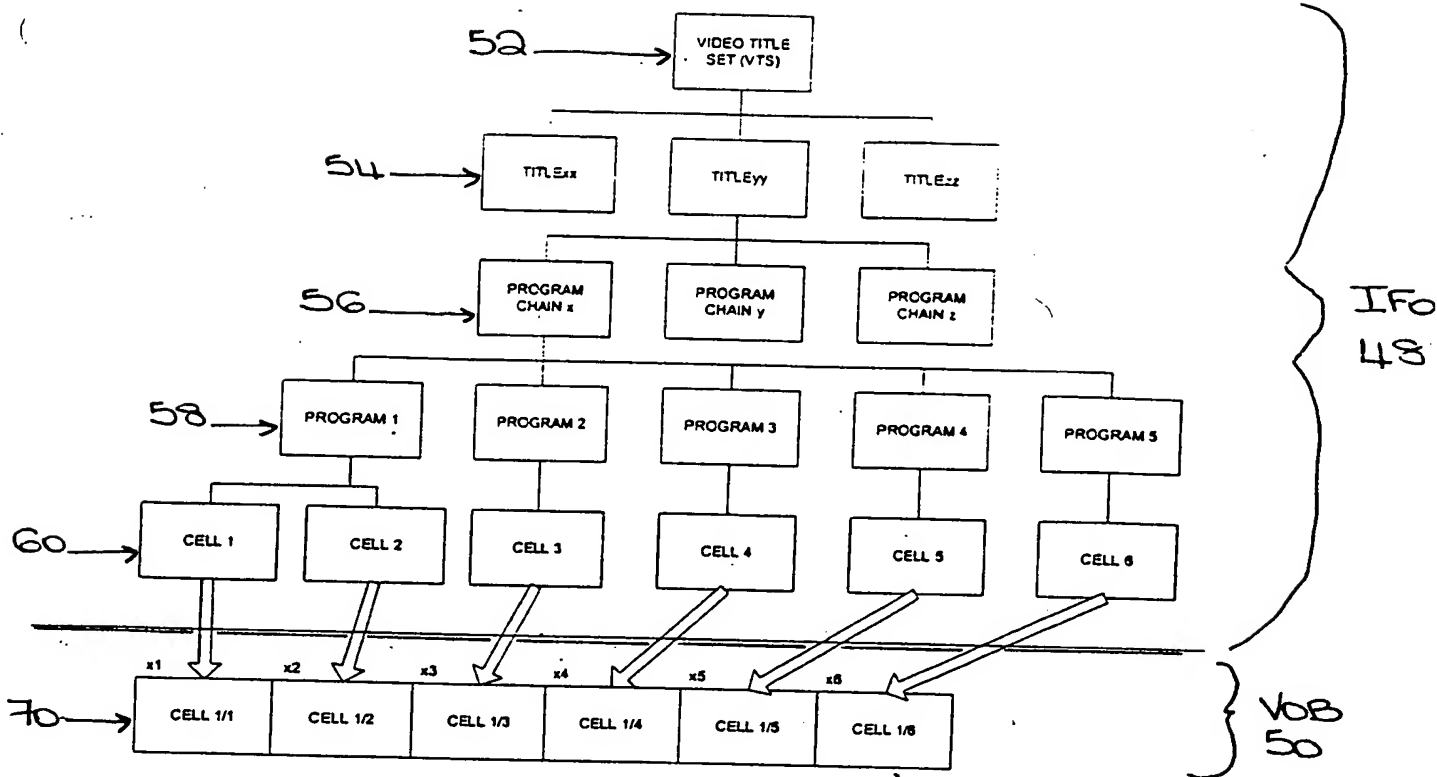 52
VIDEO TITLE
SET (VTS)
54
TITLExx
TITLEyy
TITLEzz
56
PROGRAM
CHAIN x
PROGRAM
CHAIN y
PROGRAM
CHAIN z
IFO
48
58
PROGRAM 1
PROGRAM 2
PROGRAM 3
PROGRAM 4
PROGRAM 5
60
CELL 1
CELL 2
CELL 3
CELL 4
CELL 5
CELL 6
x1
x2
x3
x4
x5
x6
70
CELL 1/1
CELL 1/2
CELL 1/3
CELL 1/4
CELL 1/5
CELL 1/6
VOB
50